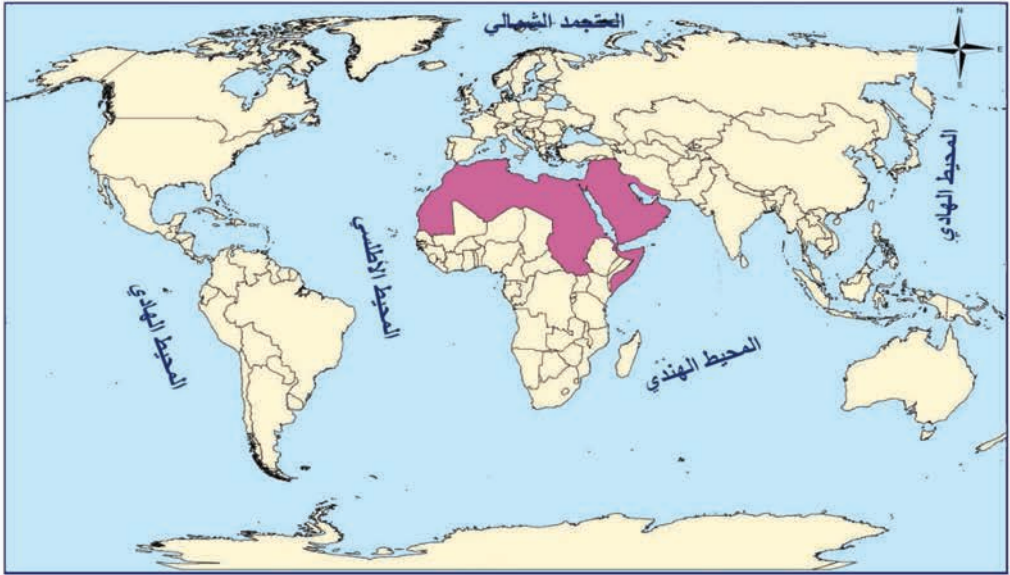 المتجمد الشمالي
N
W
E
S
المحيط الهادي
المحيط الأطلسي
المحيط الهادي
المحيط الهندي